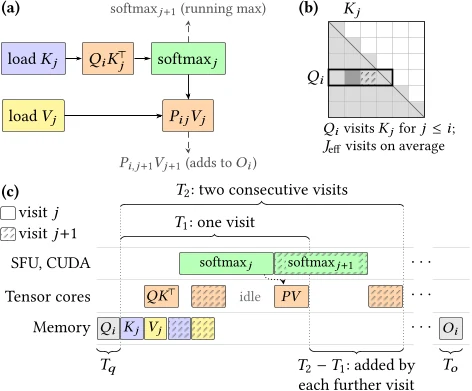 (a)
softmax_{j+1} (running max)
load K_j
Q_i K_j^⊤
softmax_j
load V_j
P_{ij} V_j
P_{i,j+1} V_{j+1} (adds to O_i)
(b)
K_j
Q_i
Q_i visits K_j for j ≤ i;
J_eff visits on average
(c)
T_2: two consecutive visits
visit j
visit j+1
T_1: one visit
SFU, CUDA
softmax_j
softmax_{j+1}
···
Tensor cores
QK^⊤
idle
PV
···
Memory
Q_i
K_j
V_j
···
O_i
T_q
T_2 − T_1: added by
each further visit
T_o